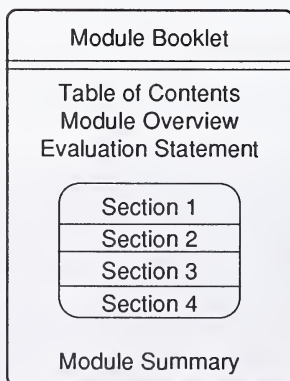 Module Booklet
Table of Contents
Module Overview
Evaluation Statement
Section 1
Section 2
Section 3
Section 4
Module Summary